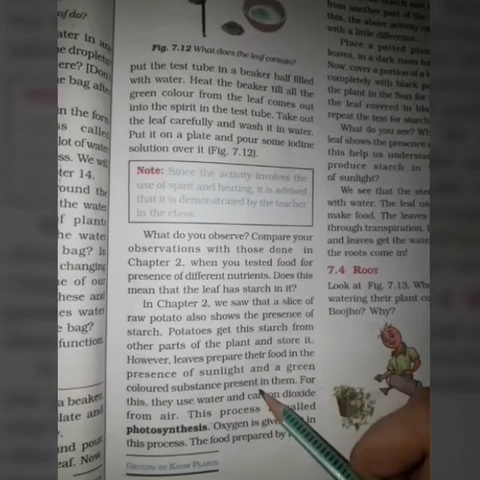 af do?
ater in an
e droplet
ere? [Don
e bag afte
in the for
ss called
lot of water
ss. We will
ter 14.
round the
the water
f plants
he water
bag? Is
changing
e of our
hese and
es water
e bag?
function
a beaker
late and
nd pour
eaf. Now
Fig. 7.12 What does the leaf contain?
put the test tube in a beaker half filled
with water. Heat the beaker till all the
green colour from the leaf comes out
into the spirit in the test tube. Take out
the leaf carefully and wash it in water.
Put it on a plate and pour some iodine
solution over it (Fig. 7.12).
Note: Since the activity involves the
use of spirit and heating, it is advised
that it is demonstrated by the teacher
in the class.
What do you observe? Compare your
observations with those done in
Chapter 2, when you tested food for
presence of different nutrients. Does this
mean that the leaf has starch in it?
In Chapter 2, we saw that a slice of
raw potato also shows the presence of
starch. Potatoes get this starch from
other parts of the plant and store it.
However, leaves prepare their food in the
presence of sunlight and a green
coloured substance present in them. For
this, they use water and carbon dioxide
from air. This process called
photosynthesis. Oxygen is give in
this process. The food prepared by
GETTING TO KNOW PLANTS
from another part of the
this, the above activity
with a little difference.
Place a potted plant
leaves, in a dark room for
Now, cover a portion of a l
completely with black p
the plant in the Sun for
the leaf covered in bla
repeat the test for starch
What do you see? Wh
leaf shows the presence
this help us understan
produce starch in
of sunlight?
We see that the ste
with water. The leaf us
make food. The leaves
through transpiration.
and leaves get the water
the roots come in!
7.4 ROOT
Look at Fig. 7.13. Wh
watering their plant c
Boojho? Why?